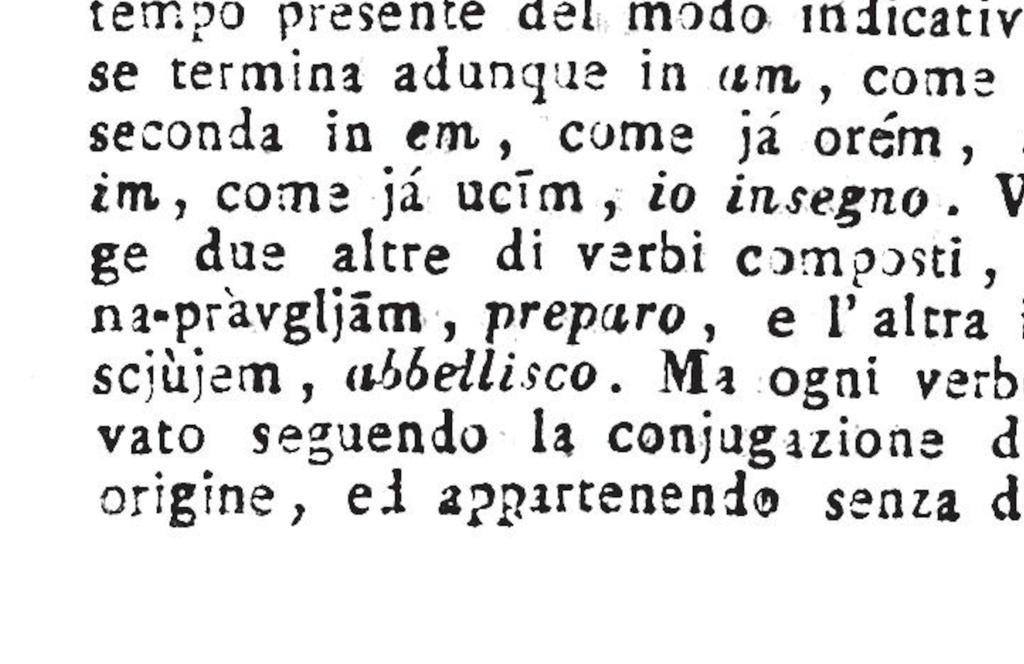 tempo presente del modo indicativ
se termina adunque in am, come
seconda in em, come já orém,
im, come já ucīm, io insegno. V
ge due altre di verbi composti,
na-pràvgljām, preparo, e l'altra i
scjùjem, abbellisco. Ma ogni verb
vato seguendo la conjugazione d
origine, ed appartenendo senza d